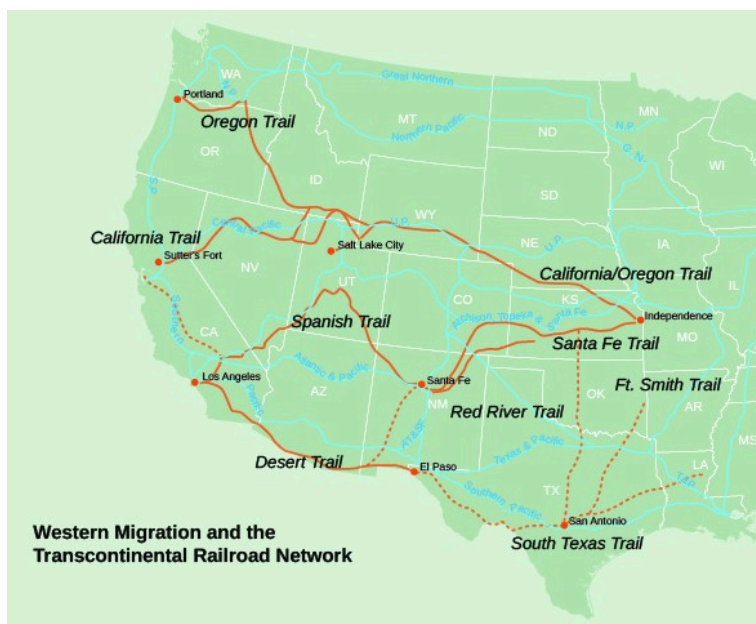 Great Northern
WA
N.P.
Portland
MT
MN
Northern Pacific
ND
N.P.
Oregon Trail
OR
G.N.
WI
ID
S.P.
SD
WY
Central Pacific
U.P.
California Trail
NE
U.P.
IA
Salt Lake City
Sutter's Fort
NV
California/Oregon Trail
UT
IL
CO
KS
Southern
Atchison, Topeka & Santa Fe
Independence
Spanish Trail
CA
MO
Santa Fe Trail
Atlantic & Pacific
Los Angeles
Santa Fe
Ft. Smith Trail
AZ
OK
Pacific
NM
Red River Trail
AR
AT&SF
MS
Desert Trail
El Paso
Texas & Pacific
LA
T&P
TX
Southern Pacific
San Antonio
Western Migration and the
Transcontinental Railroad Network
South Texas Trail